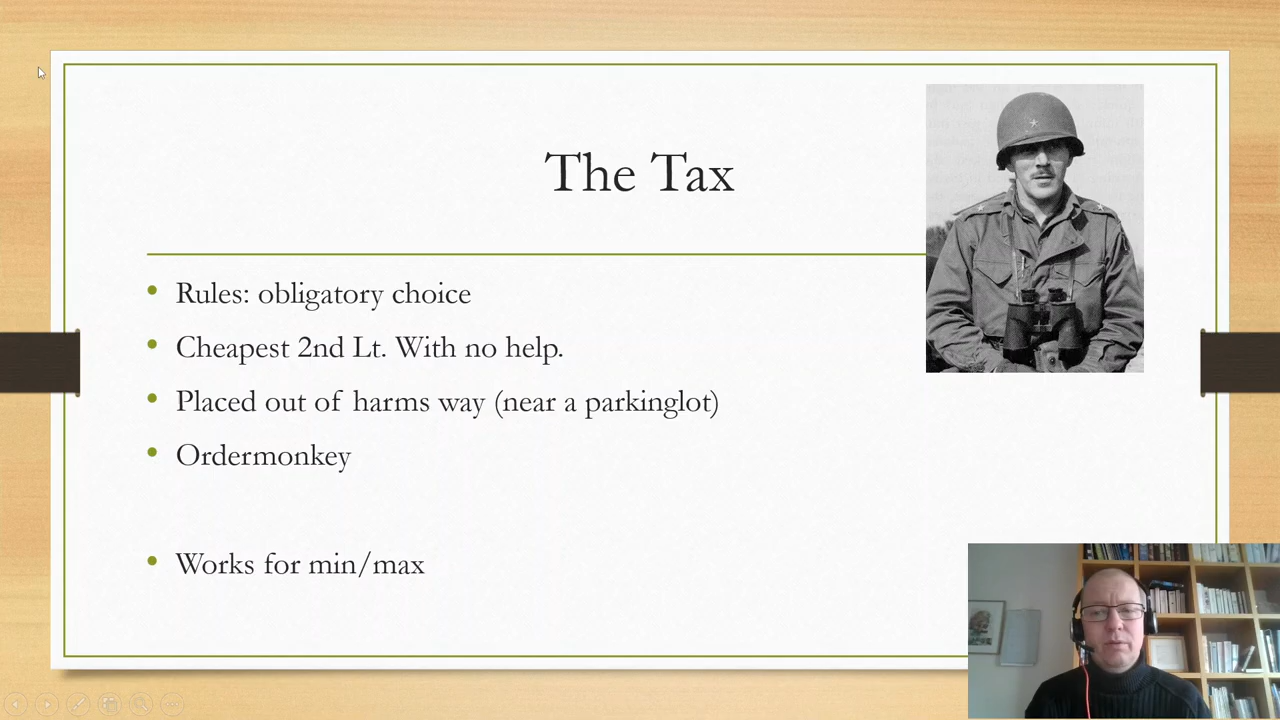 The Tax
Rules: obligatory choice
Cheapest 2nd Lt. With no help.
Placed out of harms way (near a parkinglot)
Ordermonkey
Works for min/max